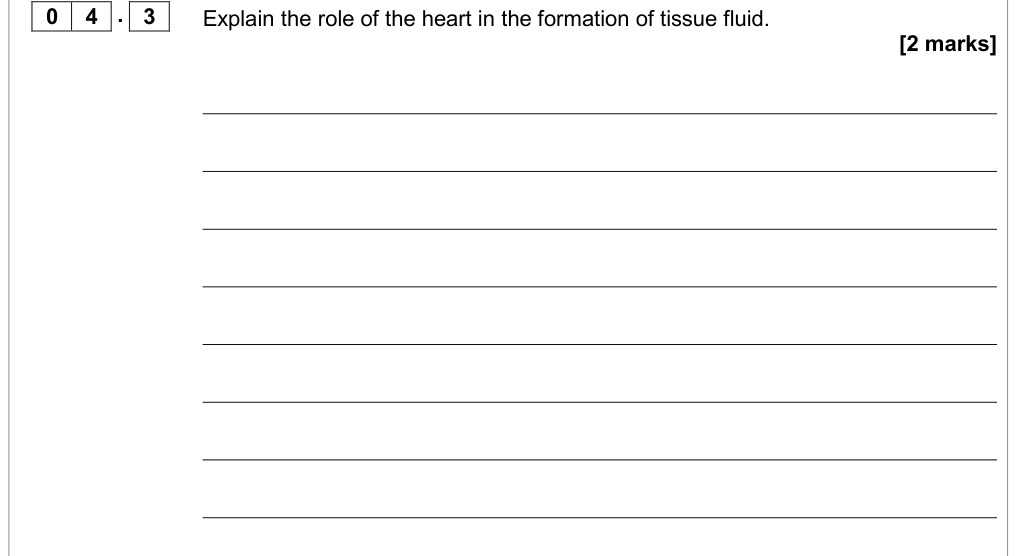 0 4 . 3 Explain the role of the heart in the formation of tissue fluid.
[2 marks]